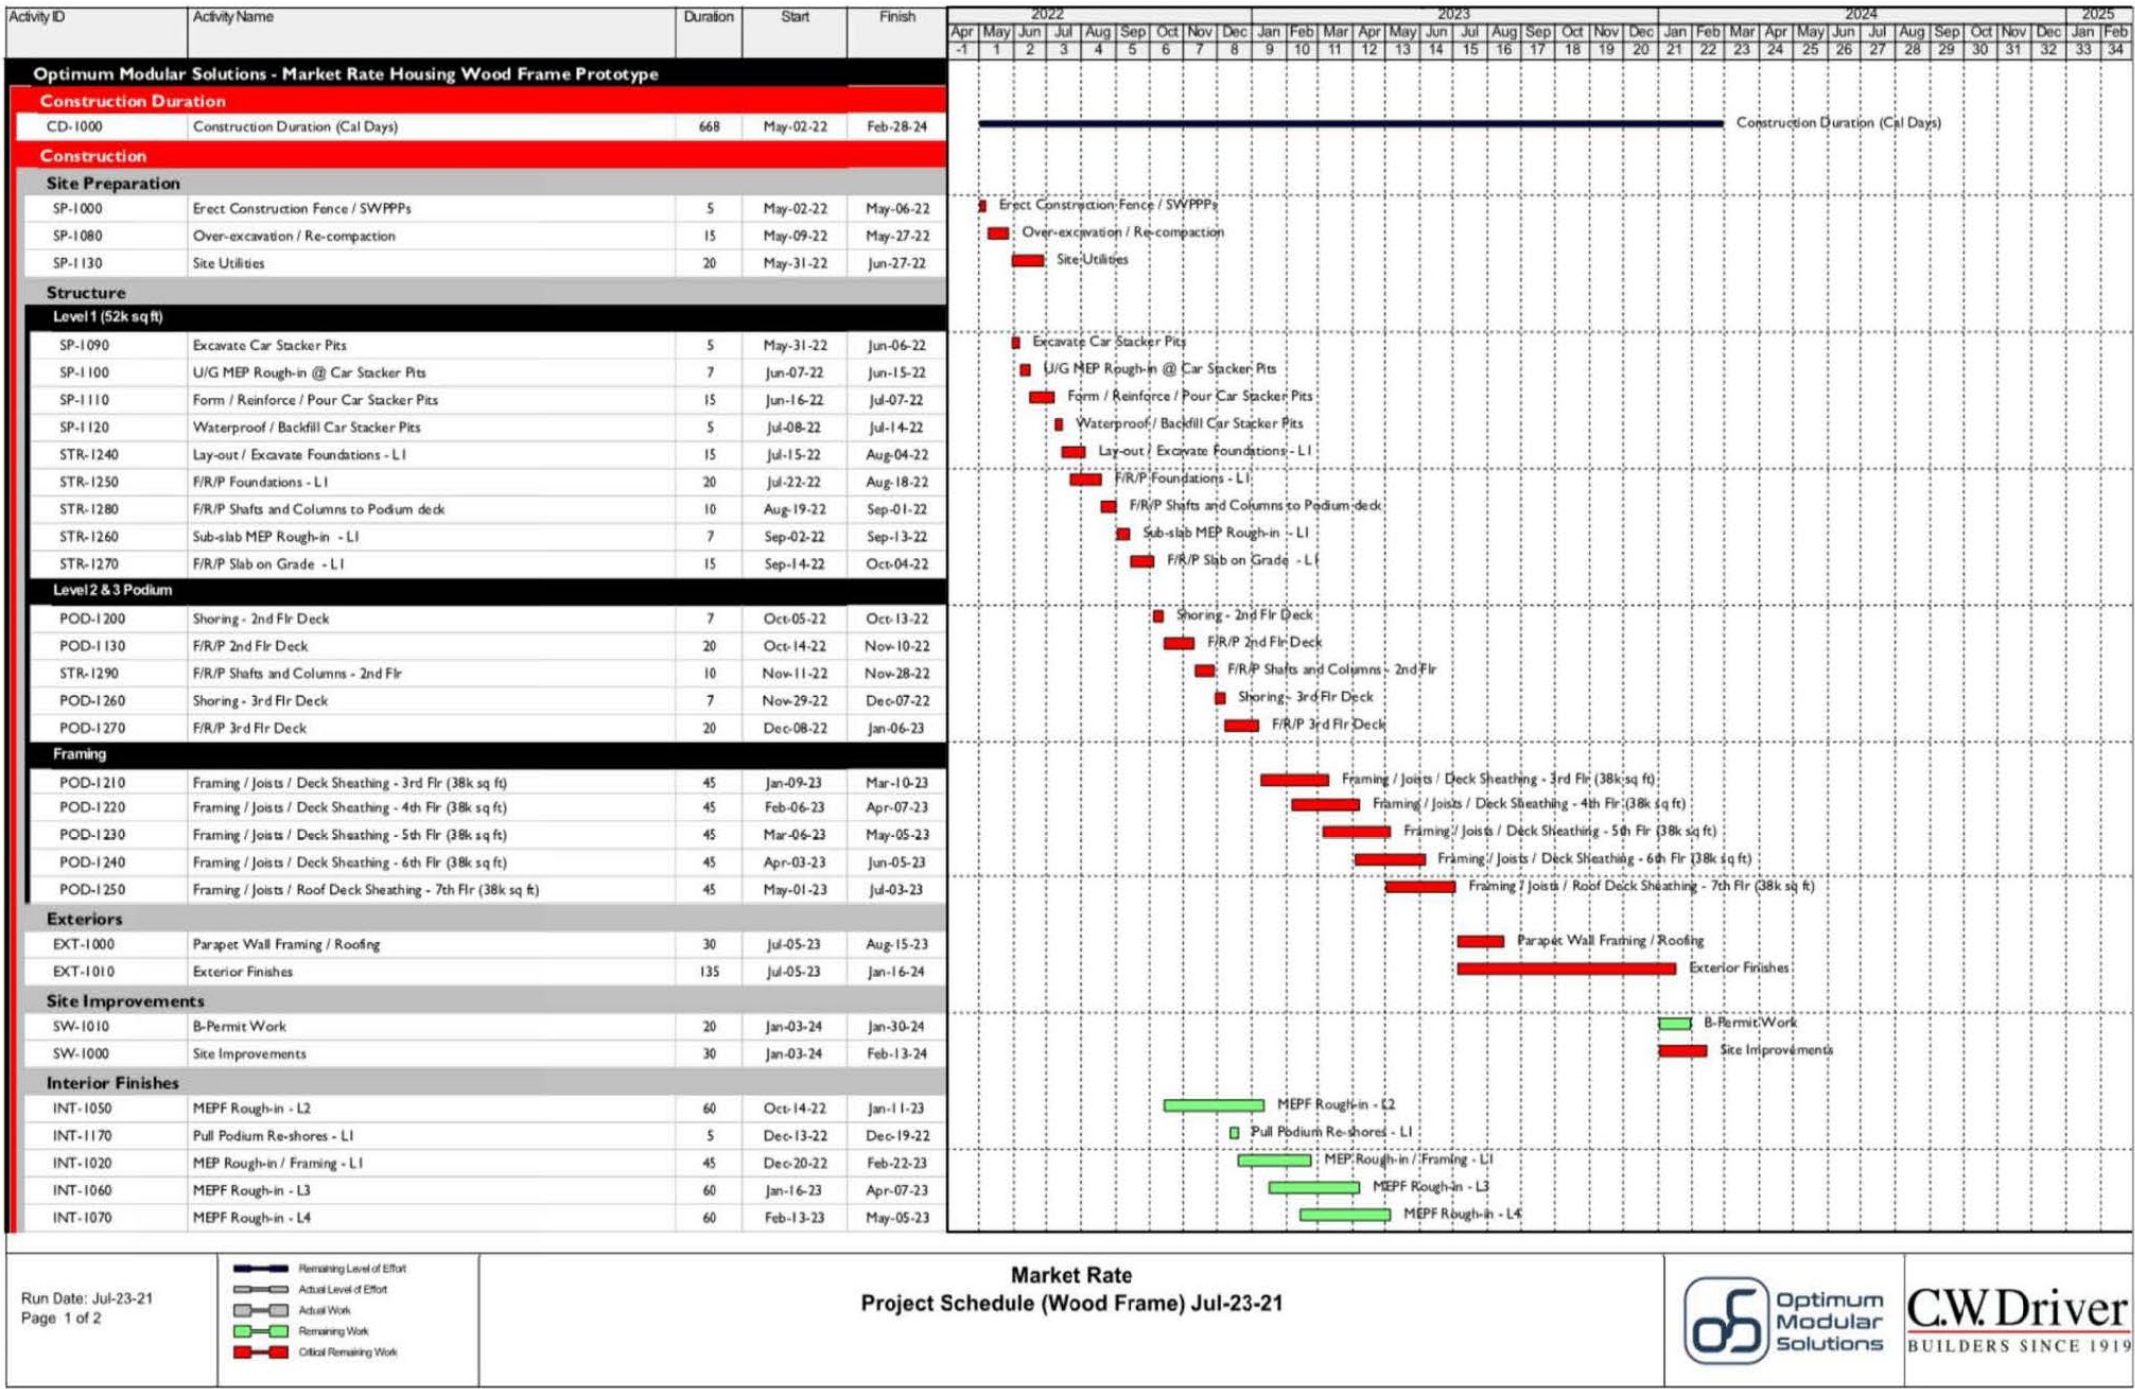 Activity ID Activity Name Duration Start Finish 2022 2023 2024 2025
Apr May Jun Jul Aug Sep Oct Nov Dec Jan Feb Mar Apr May Jun Jul Aug Sep Oct Nov Dec Jan Feb Mar Apr May Jun Jul Aug Sep Oct Nov Dec Jan Feb
-1 1 2 3 4 5 6 7 8 9 10 11 12 13 14 15 16 17 18 19 20 21 22 23 24 25 26 27 28 29 30 31 32 33 34
Optimum Modular Solutions - Market Rate Housing Wood Frame Prototype
Construction Duration
CD-1000 Construction Duration (Cal Days) 668 May-02-22 Feb-28-24 Construction Duration (Cal Days)
Construction
Site Preparation
SP-1000 Erect Construction Fence / SWPPPs 5 May-02-22 May-06-22 Erect Construction Fence / SWPPPs
SP-1080 Over-excavation / Re-compaction 15 May-09-22 May-27-22 Over-excavation / Re-compaction
SP-1130 Site Utilities 20 May-31-22 Jun-27-22 Site Utilities
Structure
Level 1 (52k sq ft)
SP-1090 Excavate Car Stacker Pits 5 May-31-22 Jun-06-22 Excavate Car Stacker Pits
SP-1100 U/G MEP Rough-in @ Car Stacker Pits 7 Jun-07-22 Jun-15-22 U/G MEP Rough-in @ Car Stacker Pits
SP-1110 Form / Reinforce / Pour Car Stacker Pits 15 Jun-16-22 Jul-07-22 Form / Reinforce / Pour Car Stacker Pits
SP-1120 Waterproof / Backfill Car Stacker Pits 5 Jul-08-22 Jul-14-22 Waterproof / Backfill Car Stacker Pits
STR-1240 Lay-out / Excavate Foundations - L1 15 Jul-15-22 Aug-04-22 Lay-out / Excavate Foundations - L1
STR-1250 F/R/P Foundations - L1 20 Jul-22-22 Aug-18-22 F/R/P Foundations - L1
STR-1280 F/R/P Shafts and Columns to Podium deck 10 Aug-19-22 Sep-01-22 F/R/P Shafts and Columns to Podium deck
STR-1260 Sub-slab MEP Rough-in - L1 7 Sep-02-22 Sep-13-22 Sub-slab MEP Rough-in - L1
STR-1270 F/R/P Slab on Grade - L1 15 Sep-14-22 Oct-04-22 F/R/P Slab on Grade - L1
Level 2 & 3 Podium
POD-1200 Shoring - 2nd Flr Deck 7 Oct-05-22 Oct-13-22 Shoring - 2nd Flr Deck
POD-1130 F/R/P 2nd Flr Deck 20 Oct-14-22 Nov-10-22 F/R/P 2nd Flr Deck
STR-1290 F/R/P Shafts and Columns - 2nd Flr 10 Nov-11-22 Nov-28-22 F/R/P Shafts and Columns - 2nd Flr
POD-1260 Shoring - 3rd Flr Deck 7 Nov-29-22 Dec-07-22 Shoring - 3rd Flr Deck
POD-1270 F/R/P 3rd Flr Deck 20 Dec-08-22 Jan-06-23 F/R/P 3rd Flr Deck
Framing
POD-1210 Framing / Joists / Deck Sheathing - 3rd Flr (38k sq ft) 45 Jan-09-23 Mar-10-23 Framing / Joists / Deck Sheathing - 3rd Flr (38k sq ft)
POD-1220 Framing / Joists / Deck Sheathing - 4th Flr (38k sq ft) 45 Feb-06-23 Apr-07-23 Framing / Joists / Deck Sheathing - 4th Flr (38k sq ft)
POD-1230 Framing / Joists / Deck Sheathing - 5th Flr (38k sq ft) 45 Mar-06-23 May-05-23 Framing / Joists / Deck Sheathing - 5th Flr (38k sq ft)
POD-1240 Framing / Joists / Deck Sheathing - 6th Flr (38k sq ft) 45 Apr-03-23 Jun-05-23 Framing / Joists / Deck Sheathing - 6th Flr (38k sq ft)
POD-1250 Framing / Joists / Roof Deck Sheathing - 7th Flr (38k sq ft) 45 May-01-23 Jul-03-23 Framing / Joists / Roof Deck Sheathing - 7th Flr (38k sq ft)
Exteriors
EXT-1000 Parapet Wall Framing / Roofing 30 Jul-05-23 Aug-15-23 Parapet Wall Framing / Roofing
EXT-1010 Exterior Finishes 135 Jul-05-23 Jan-16-24 Exterior Finishes
Site Improvements
SW-1010 B-Permit Work 20 Jan-03-24 Jan-30-24 B-Permit Work
SW-1000 Site Improvements 30 Jan-03-24 Feb-13-24 Site Improvements
Interior Finishes
INT-1050 MEPF Rough-in - L2 60 Oct-14-22 Jan-11-23 MEPF Rough-in - L2
INT-1170 Pull Podium Re-shores - L1 5 Dec-13-22 Dec-19-22 Pull Podium Re-shores - L1
INT-1020 MEP Rough-in / Framing - L1 45 Dec-20-22 Feb-22-23 MEP Rough-in / Framing - L1
INT-1060 MEPF Rough-in - L3 60 Jan-16-23 Apr-07-23 MEPF Rough-in - L3
INT-1070 MEPF Rough-in - L4 60 Feb-13-23 May-05-23 MEPF Rough-in - L4
Run Date: Jul-23-21
Page 1 of 2
Remaining Level of Effort
Actual Level of Effort
Actual Work
Remaining Work
Critical Remaining Work
Market Rate
Project Schedule (Wood Frame) Jul-23-21
Optimum
Modular
Solutions
C.W. Driver
BUILDERS SINCE 1919